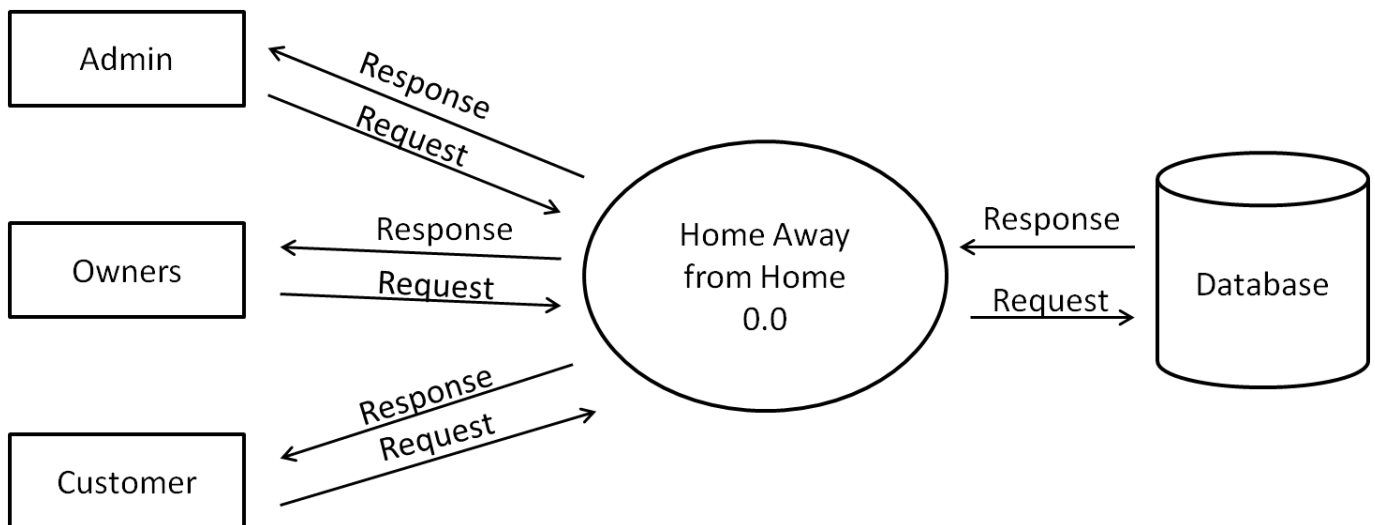 Admin
Response
Request
Owners
Response
Request
Customer
Response
Request
Home Away
from Home
0.0
Response
Request
Database